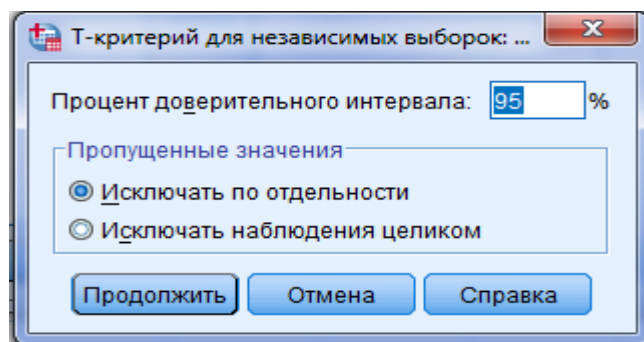 Т-критерий для независимых выборок: ...
Процент доверительного интервала: 95 %
Пропущенные значения
Исключать по отдельности
Исключать наблюдения целиком
Продолжить Отмена Справка